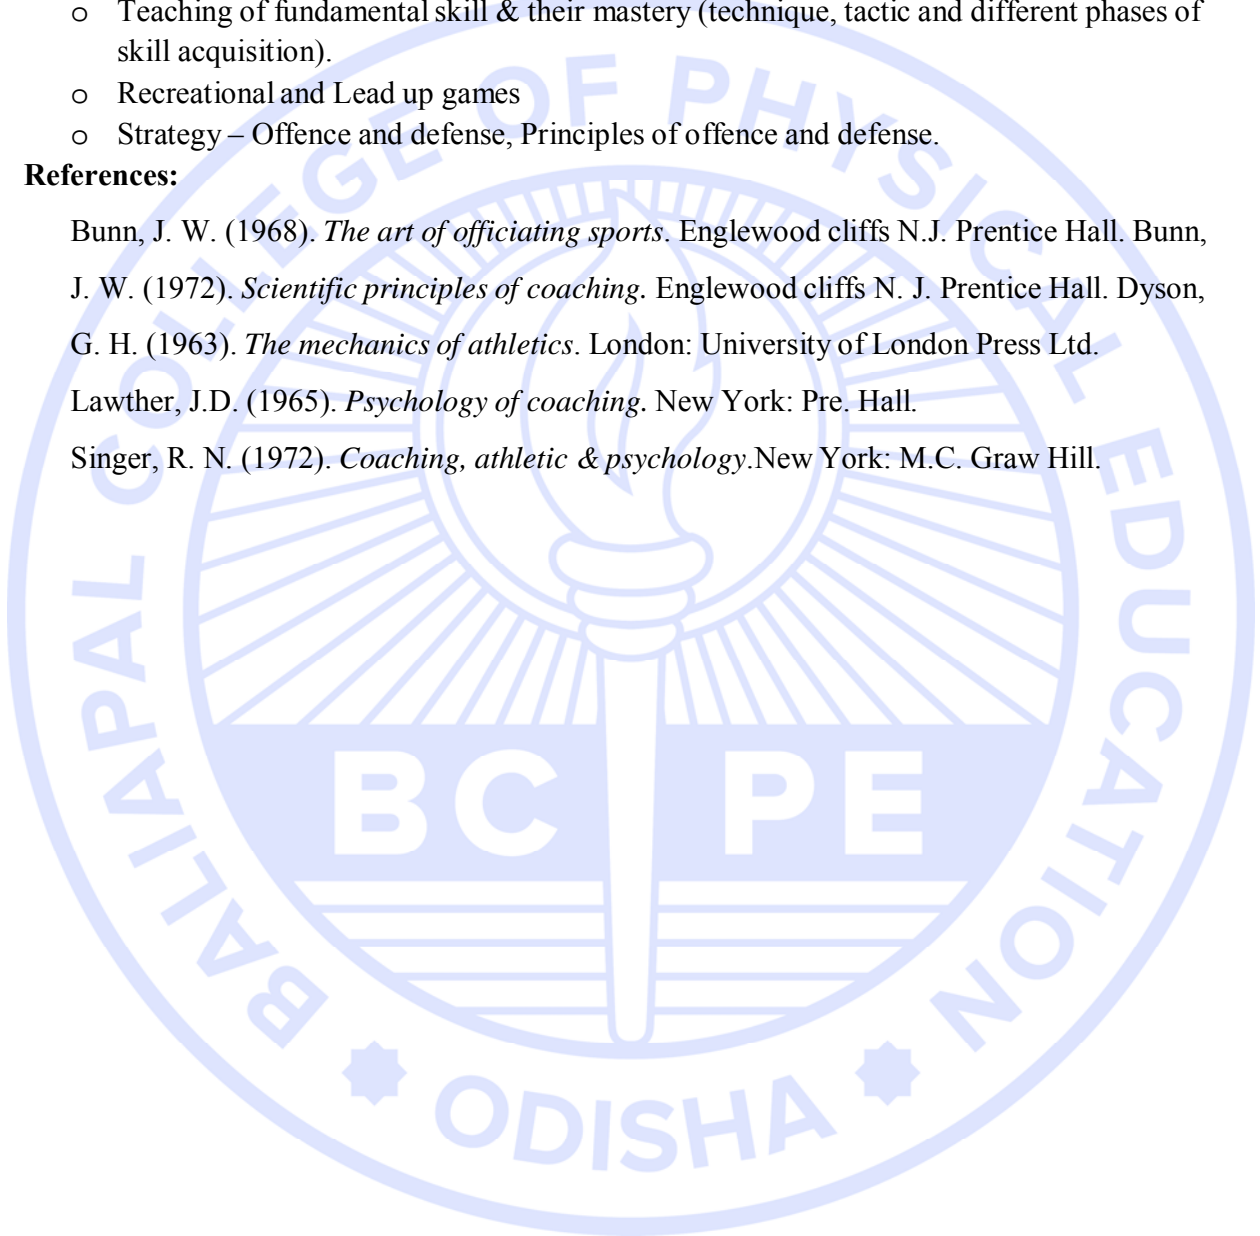 o Teaching of fundamental skill & their mastery (technique, tactic and different phases of
skill acquisition).
o Recreational and Lead up games
o Strategy – Offence and defense, Principles of offence and defense.
References:
Bunn, J. W. (1968). The art of officiating sports. Englewood cliffs N.J. Prentice Hall. Bunn,
J. W. (1972). Scientific principles of coaching. Englewood cliffs N. J. Prentice Hall. Dyson,
G. H. (1963). The mechanics of athletics. London: University of London Press Ltd.
Lawther, J.D. (1965). Psychology of coaching. New York: Pre. Hall.
Singer, R. N. (1972). Coaching, athletic & psychology.New York: M.C. Graw Hill.
BALIAPAL COLLEGE OF PHYSICAL EDUCATION
BC PE
ODISHA